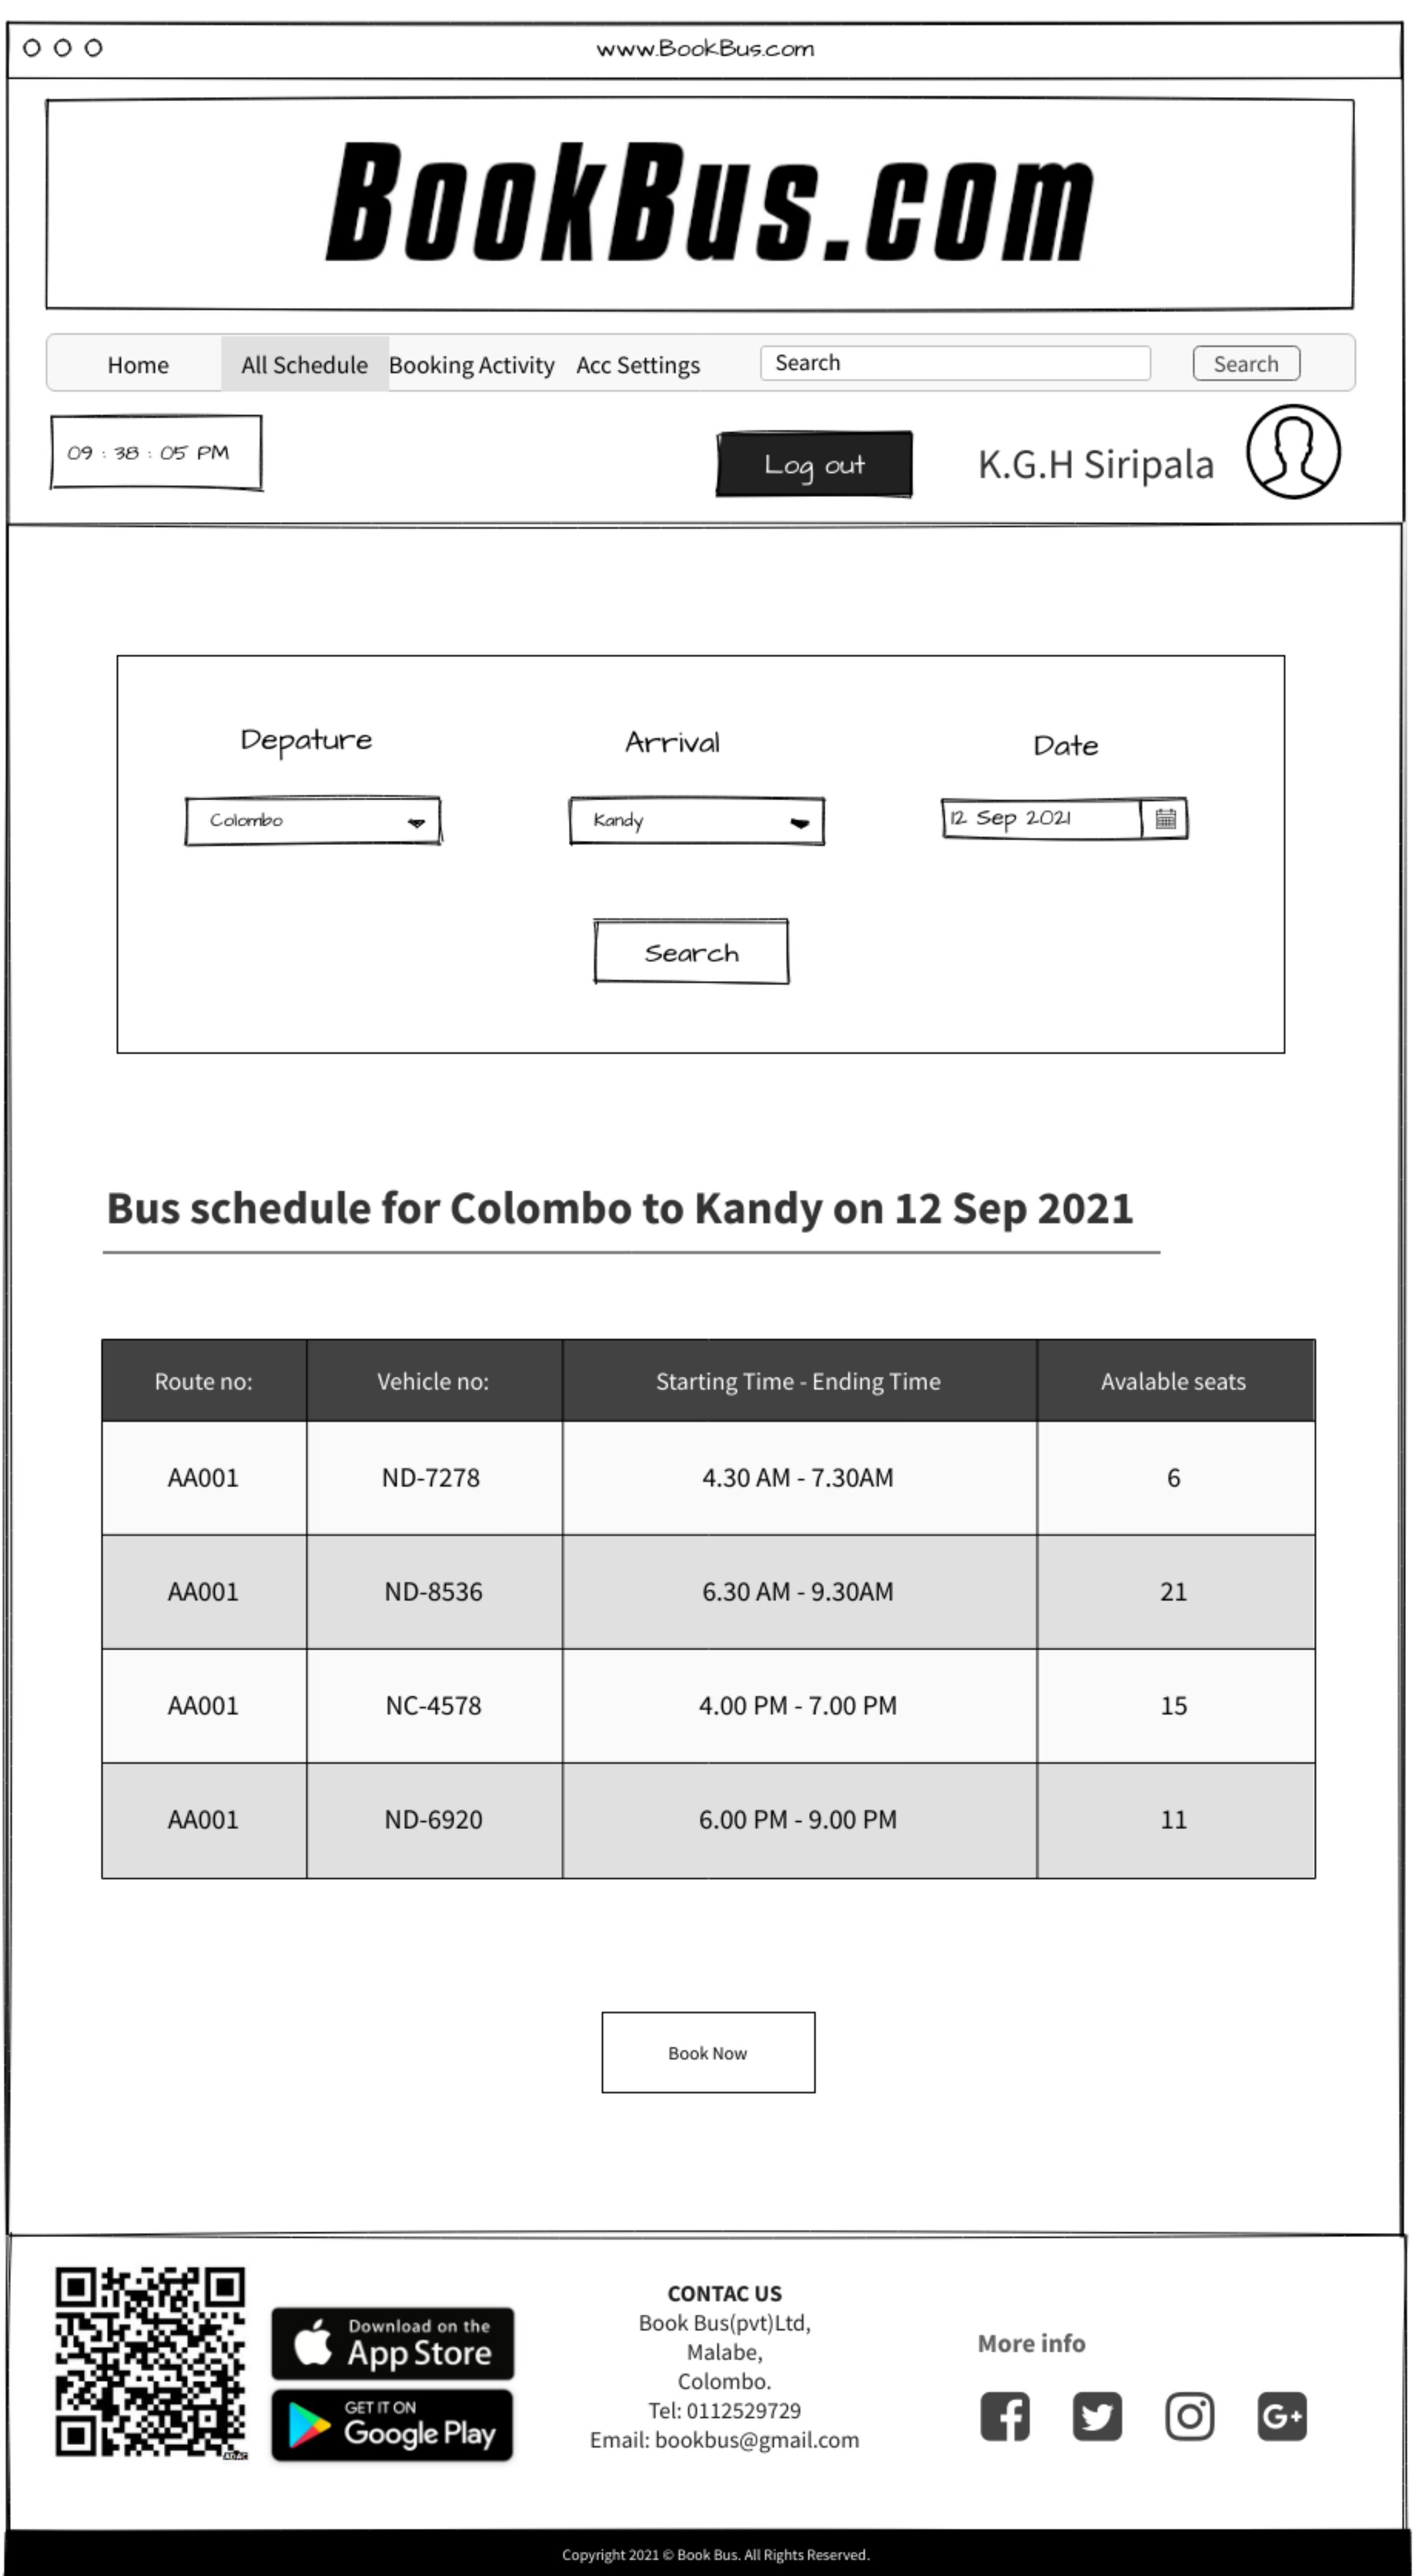 www.BookBus.com
BookBus.com
Home All Schedule Booking Activity Acc Settings Search Search
09 : 38 : 05 PM Log out K.G.H Siripala
Depature Arrival Date
Colombo Kandy 12 Sep 2021
Search
Bus schedule for Colombo to Kandy on 12 Sep 2021
Route no: Vehicle no: Starting Time - Ending Time Avalable seats
AA001 ND-7278 4.30 AM - 7.30AM 6
AA001 ND-8536 6.30 AM - 9.30AM 21
AA001 NC-4578 4.00 PM - 7.00 PM 15
AA001 ND-6920 6.00 PM - 9.00 PM 11
Book Now
Download on the
App Store
GET IT ON
Google Play
CONTAC US
Book Bus(pvt)Ltd,
Malabe,
Colombo.
Tel: 0112529729
Email: bookbus@gmail.com
More info
G+
Copyright 2021 © Book Bus. All Rights Reserved.